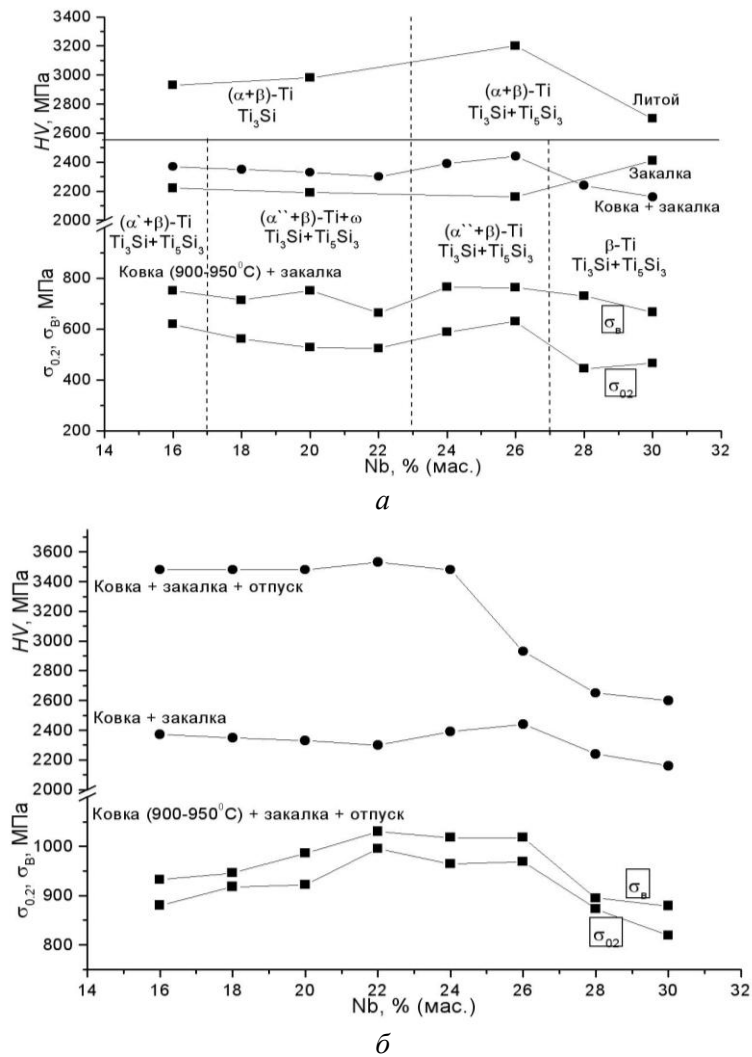 3400
3200
3000
2800
2600
2400
2200
2000
800
600
400
200
HV, МПа
σ0.2, σВ, МПа
(α+β)-Ti
Ti3Si
(α+β)-Ti
Ti3Si+Ti5Si3
Литой
Закалка
Ковка + закалка
(α`+β)-Ti
Ti3Si+Ti5Si3
(α``+β)-Ti+ω
Ti3Si+Ti5Si3
(α``+β)-Ti
Ti3Si+Ti5Si3
β-Ti
Ti3Si+Ti5Si3
Ковка (900-950⁰C) + закалка
σв
σ02
14 16 18 20 22 24 26 28 30 32
Nb, % (мас.)
а
3600
3400
3200
3000
2800
2600
2400
2200
2000
1000
900
800
HV, МПа
σ0.2, σВ, МПа
Ковка + закалка + отпуск
Ковка + закалка
Ковка (900-950⁰C) + закалка + отпуск
σв
σ02
14 16 18 20 22 24 26 28 30 32
Nb, % (мас.)
б